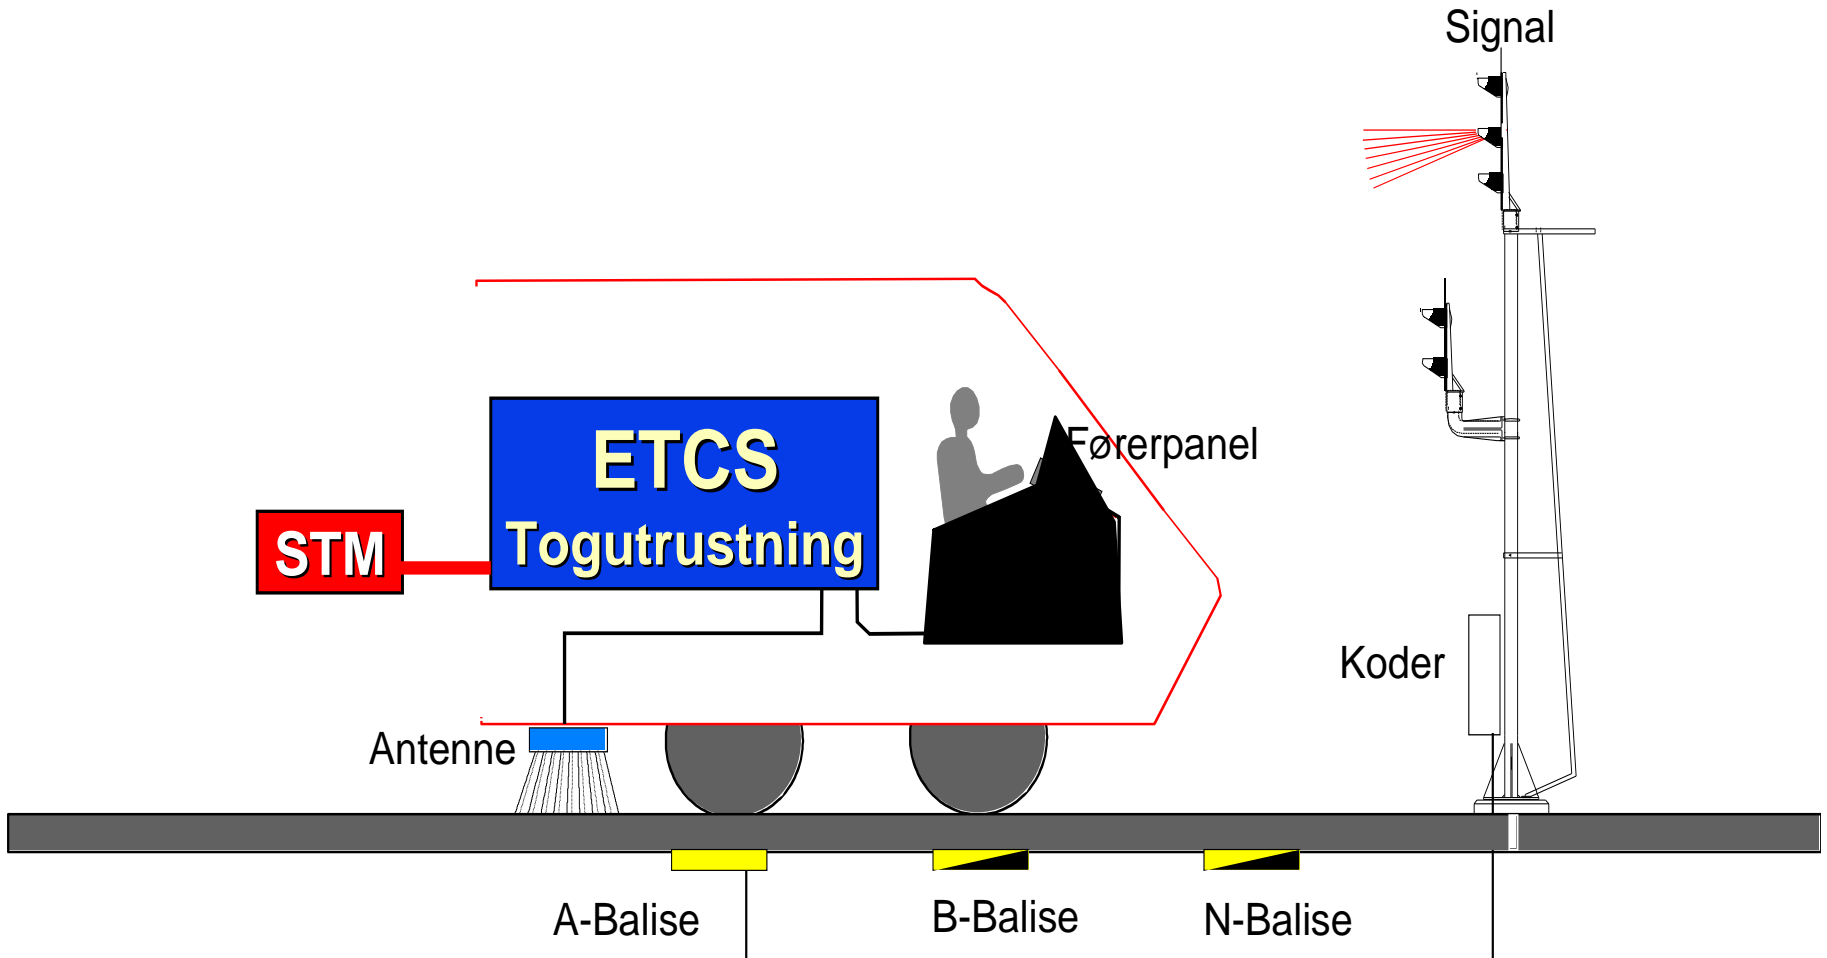 Signal
ETCS
Førerpanel
STM
Togutrustning
Koder
Antenne
A-Balise
B-Balise
N-Balise